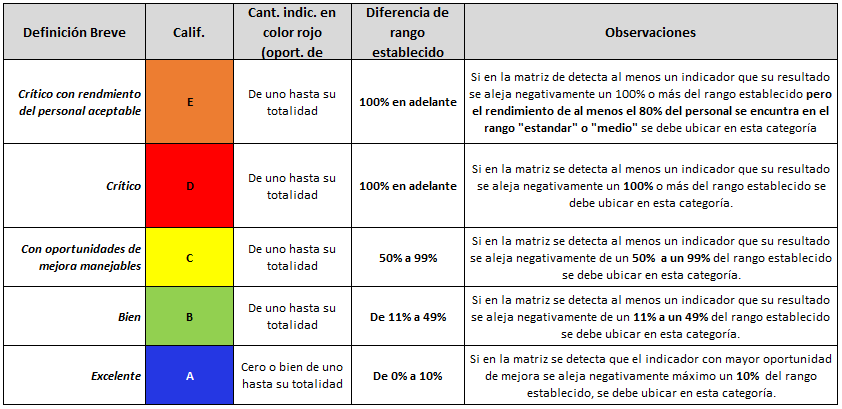 Definición Breve
Calif.
Cant. indic. en
color rojo
(oport. de
Diferencia de
rango
establecido
Observaciones
Crítico con rendmiento
del personal aceptable
E
De uno hasta su
totalidad
100% en adelante
Si en la matriz de detecta al menos un indicador que su resultado
se aleja negativamente un 100% o más del rango establecido pero
el rendimiento de al menos el 80% del personal se encuntra en el
rango "estandar" o "medio" se debe ubicar en esta categoría
Crítico
D
De uno hasta su
totalidad
100% en adelante
Si en la matriz se detecta al menos un indicador que su resultado
se aleja negativamente un 100% o más del rango establecido se
debe ubicar en esta categoría.
Con oportunidades de
mejora manejables
C
De uno hasta su
totalidad
50% a 99%
Si en la matriz se detecta al menos un indicador que su resultado
se aleja negativamente de un 50% a un 99% del rango establecido
se debe ubicar en esta categoría.
Bien
B
De uno hasta su
totalidad
De 11% a 49%
Si en la matriz se detecta al menos un indicador que su resultado
se aleja negativamente de un 11% a un 49% del rango establecido
se debe ubicar en esta categoría.
Excelente
A
Cero o bien de uno
hasta su totalidad
De 0% a 10%
Si en la matriz se detecta que el indicador con mayor oportunidad
de mejora se aleja negativamente máximo un 10% del rango
establecido, se debe ubicar en esta categoría.